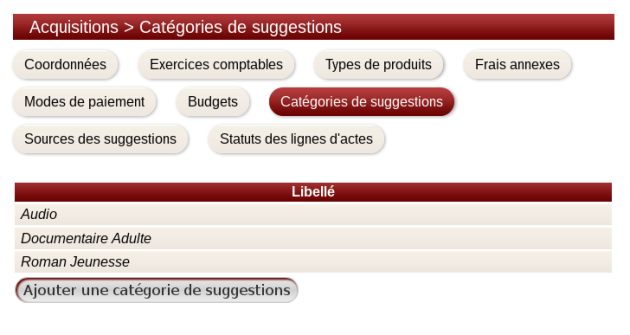 Acquisitions > Catégories de suggestions
Coordonnées Exercices comptables Types de produits Frais annexes
Modes de paiement Budgets Catégories de suggestions
Sources des suggestions Statuts des lignes d'actes
Libellé
Audio
Documentaire Adulte
Roman Jeunesse
Ajouter une catégorie de suggestions